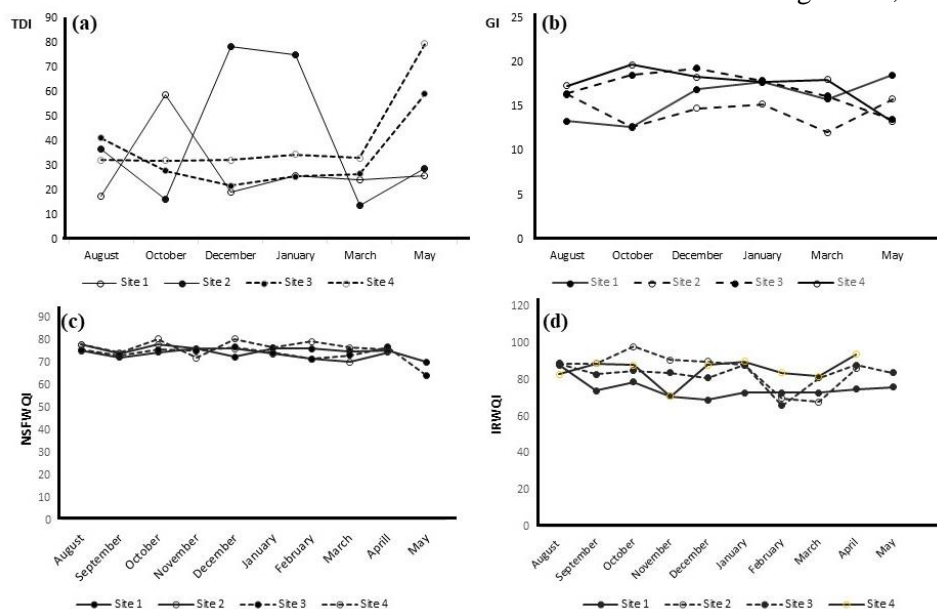 TDI
(a)
90
80
70
60
50
40
30
20
10
0
August October December January March May
Site 1 Site 2 Site 3 Site 4
GI
(b)
25
20
15
10
5
0
August October December January March May
Site 1 Site 2 Site 3 Site 4
(c)
NSFWQI
90
80
70
60
50
40
30
20
10
0
August September October November December January February March Aprill May
Site 1 Site 2 Site 3 Site 4
(d)
IRWQI
120
100
80
60
40
20
0
August September October November December January February March April May
Site 1 Site 2 Site 3 Site 4